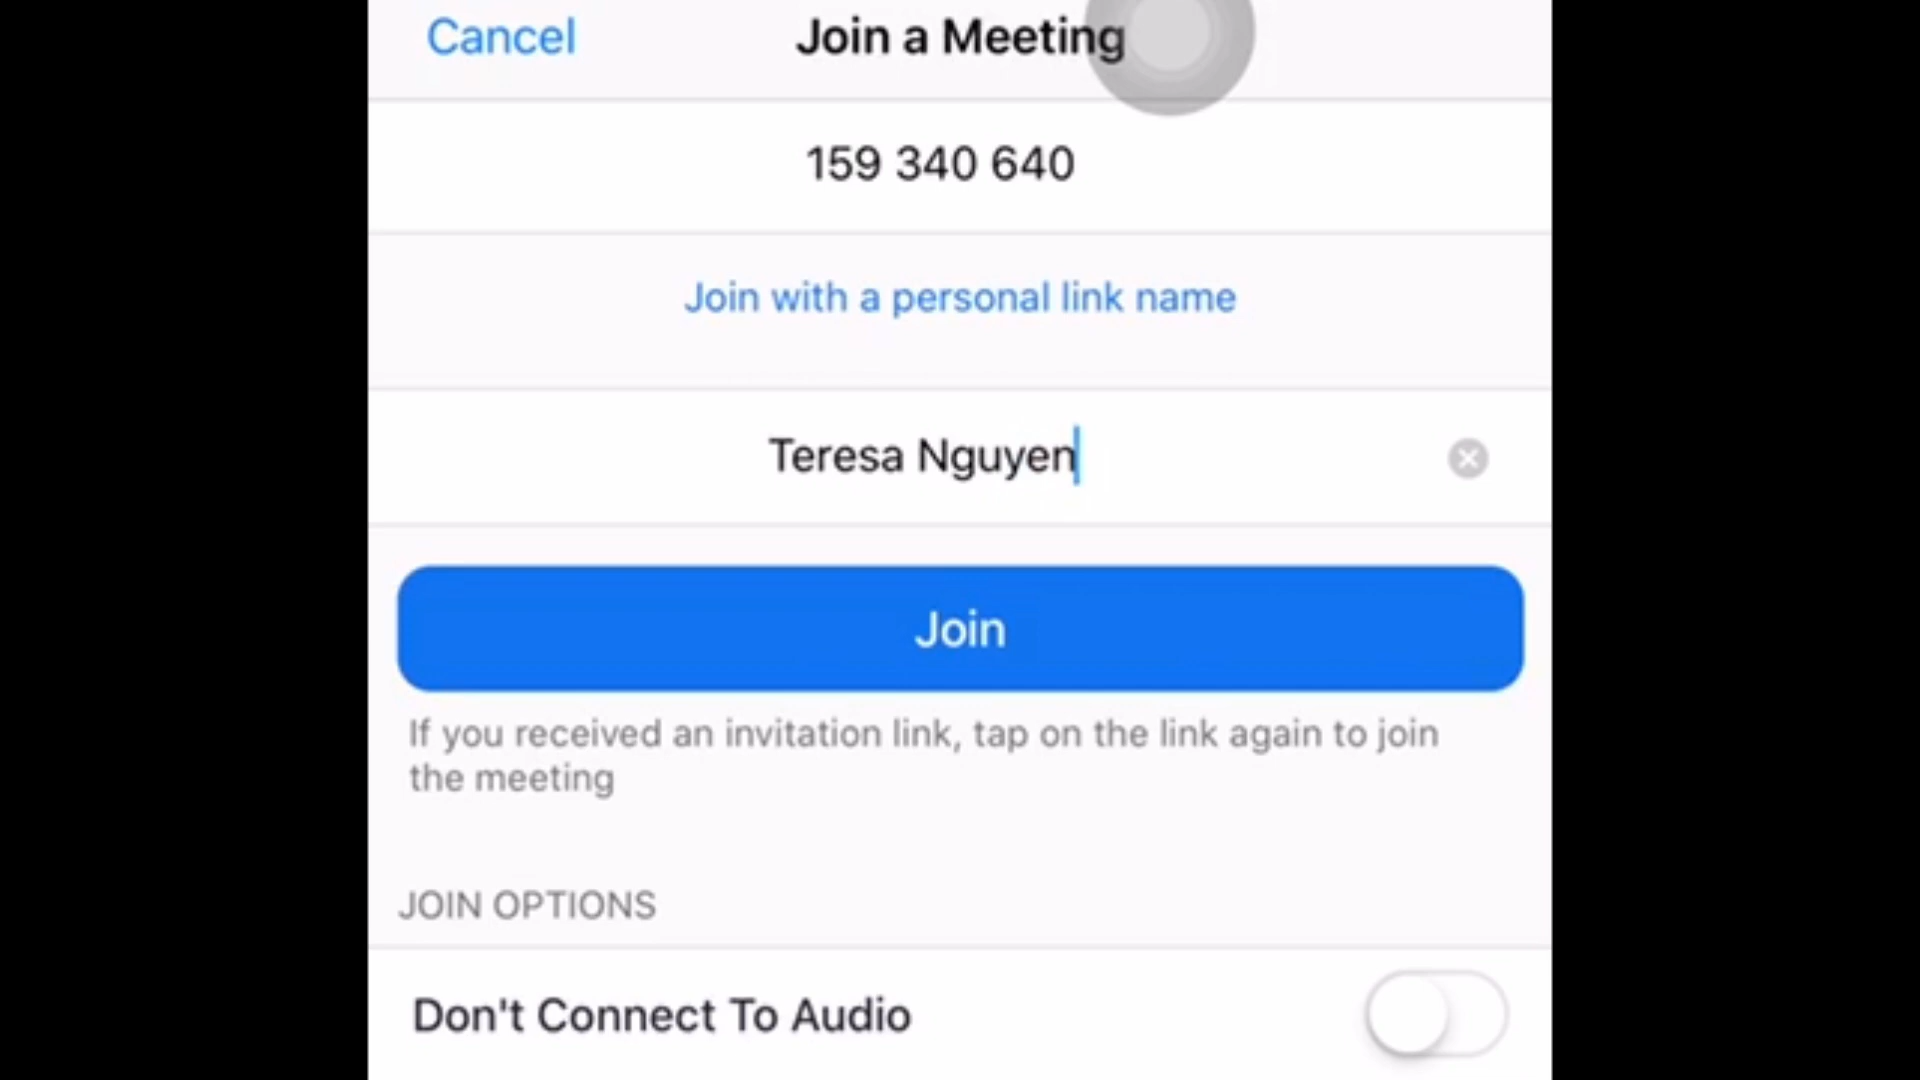 Cancel Join a Meeting
159 340 640
Join with a personal link name
Teresa Nguyen
Join
If you received an invitation link, tap on the link again to join
the meeting
JOIN OPTIONS
Don't Connect To Audio